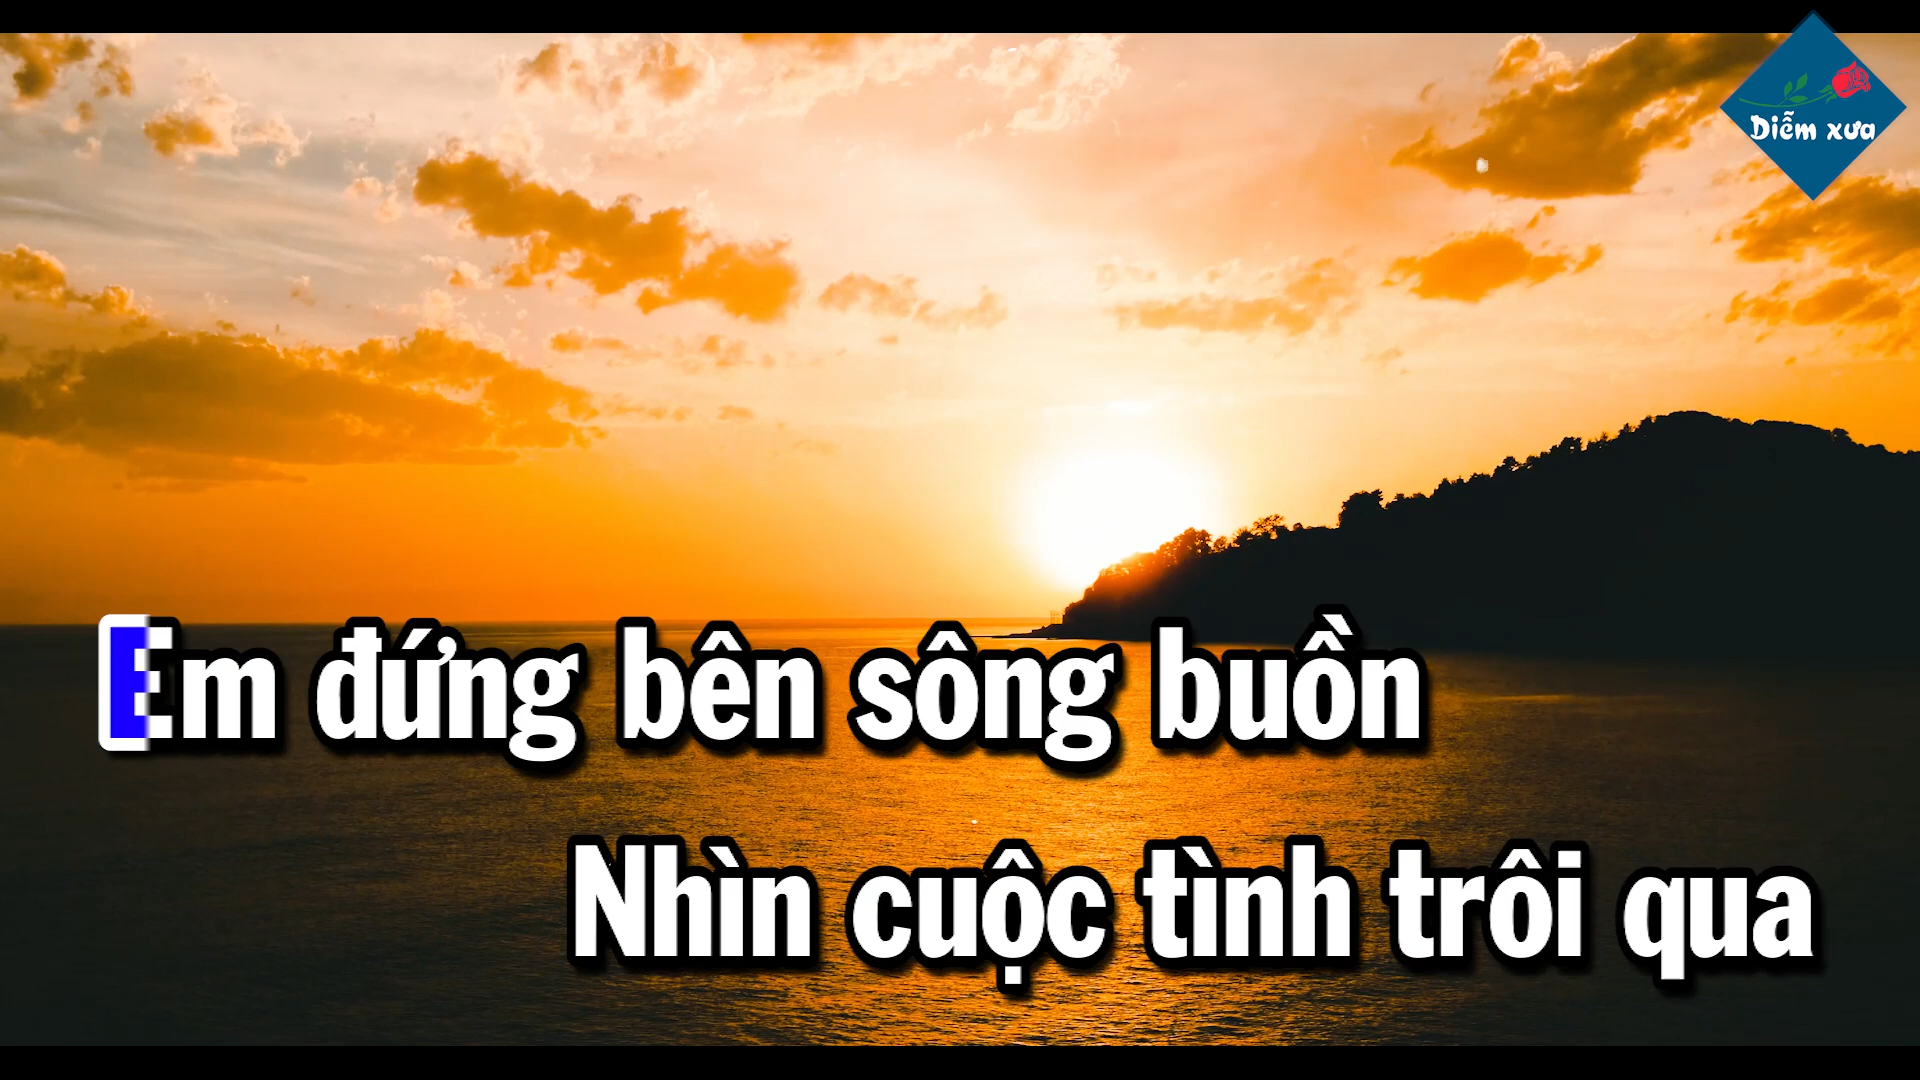 Diễm xưa
Em đứng bên sông buồn
Nhìn cuộc tình trôi qua